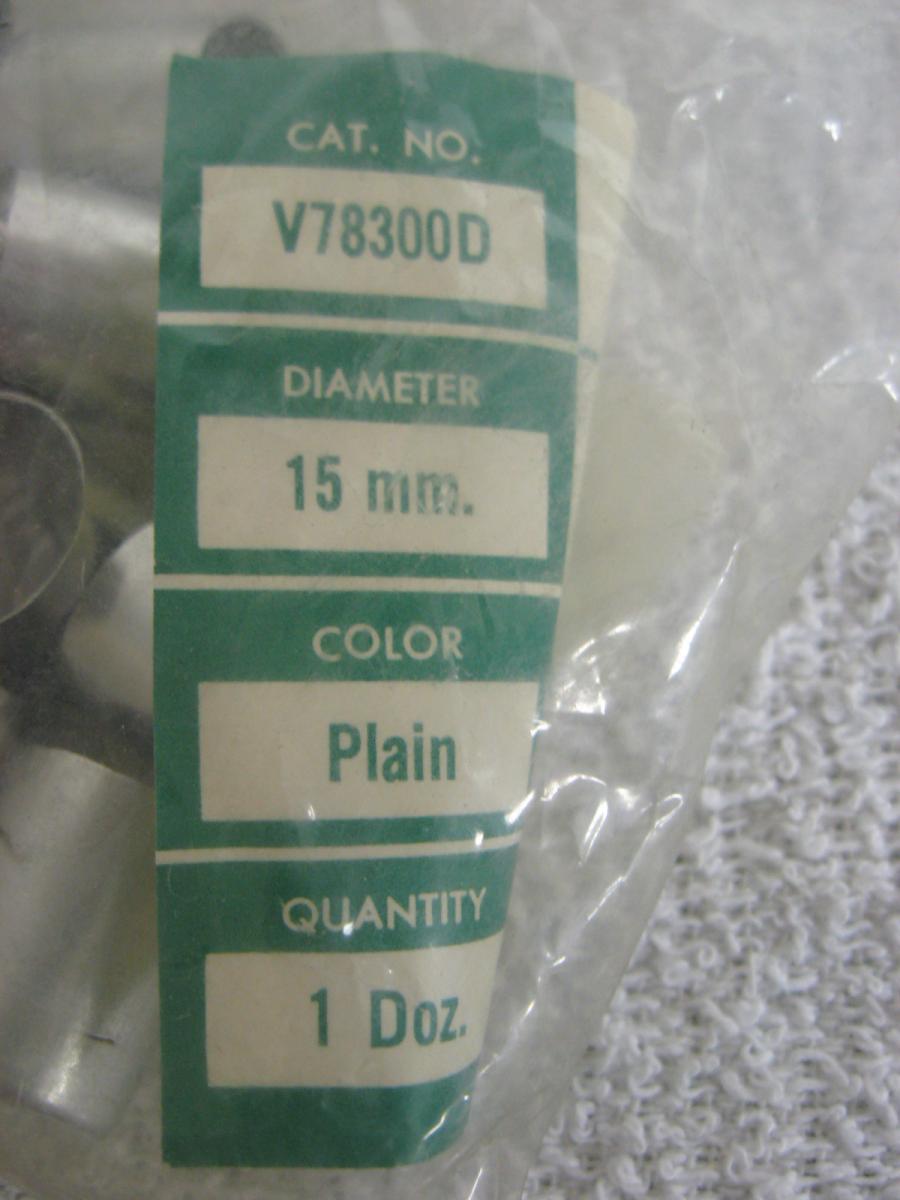 CAT. NO.
V78300D
DIAMETER
15 mm.
COLOR
Plain
QUANTITY
1 Doz.